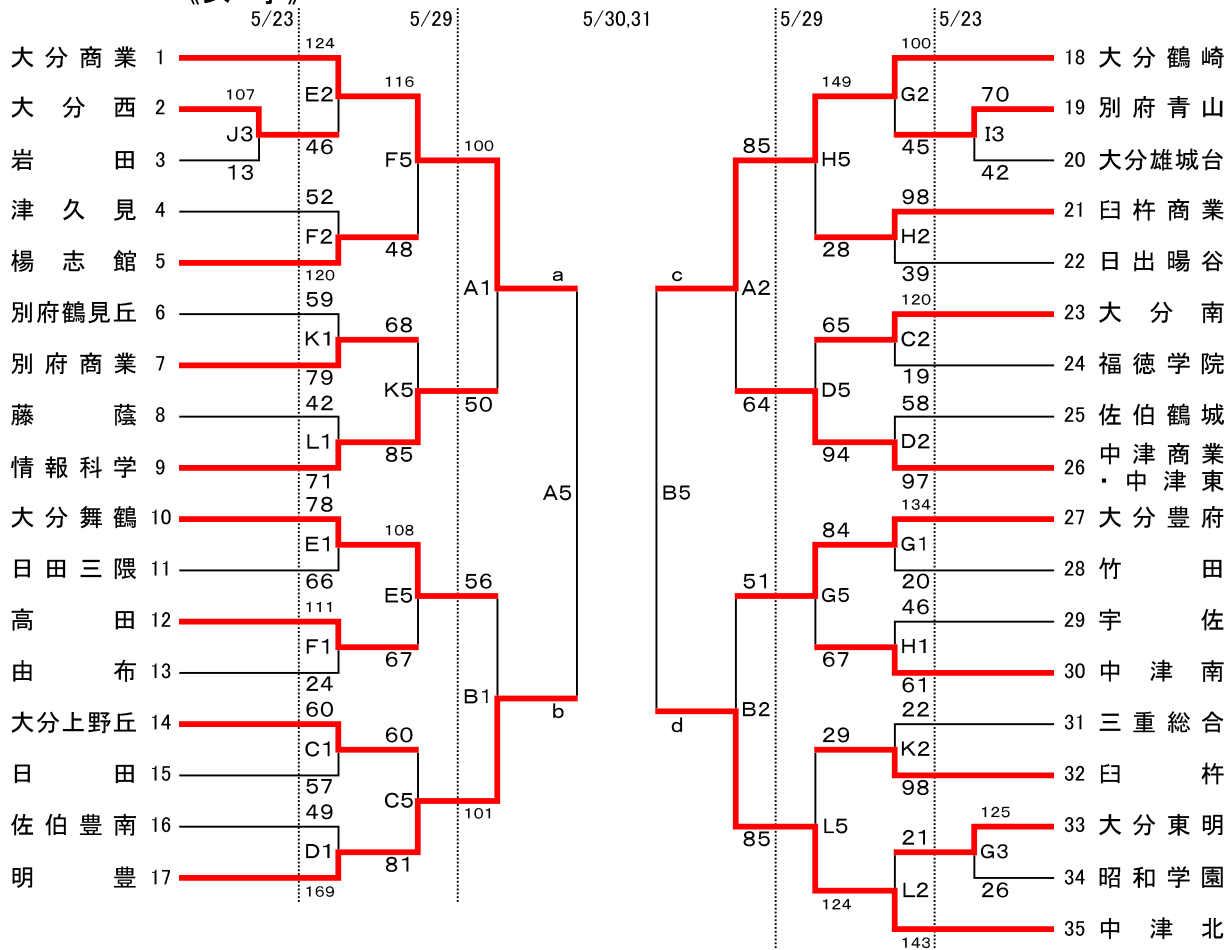 5/23 5/29 5/30,31 5/29 5/23
124 100
大分商業 1 18 大分鶴崎
116 149
107 E2 G2 70
大分西 2 19 別府青山
J3 I3
46 100 85 45
岩田 3 F5 H5 20 大分雄城台
13 42
52 98
津久見 4 21 臼杵商業
F2 H2
48 28
楊志館 5 22 日出暘谷
120 a c 39
A1 A2
59 120
別府鶴見丘 6 23 大分南
68 65
K1 C2
別府商業 7 24 福徳学院
79 19
K5 D5
42 50 64 58
藤蔭 8 25 佐伯鶴城
L1 D2
85 94
情報科学 9 26 中津商業
・中津東
71 97
A5 B5
78 134
大分舞鶴 10 27 大分豊府
108 84
E1 G1
日田三隈 11 28 竹田
66 56 51 20
E5 G5
111 46
高田 12 29 宇佐
F1 H1
67 67
由布 13 30 中津南
24 61
B1 B2
b d
60 22
大分上野丘 14 31 三重総合
60 29
C1 K2
日田 15 32 臼杵
57 98
C5 L5
49 101 85 125
佐伯豊南 16 33 大分東明
21
D1 G3
81
明豊 17 34 昭和学園
169 L2 26
124
35 中津北
143